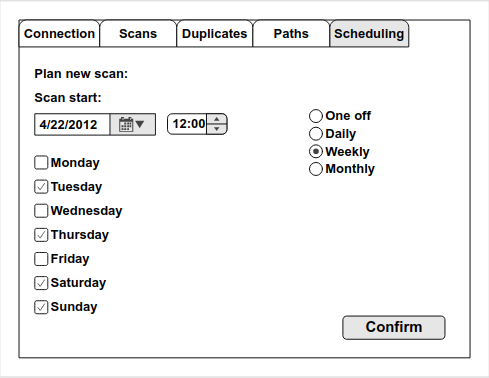 Connection Scans Duplicates Paths Scheduling
Plan new scan:
Scan start:
4/22/2012 12:00
One off
Daily
Weekly
Monthly
Monday
Tuesday
Wednesday
Thursday
Friday
Saturday
Sunday
Confirm